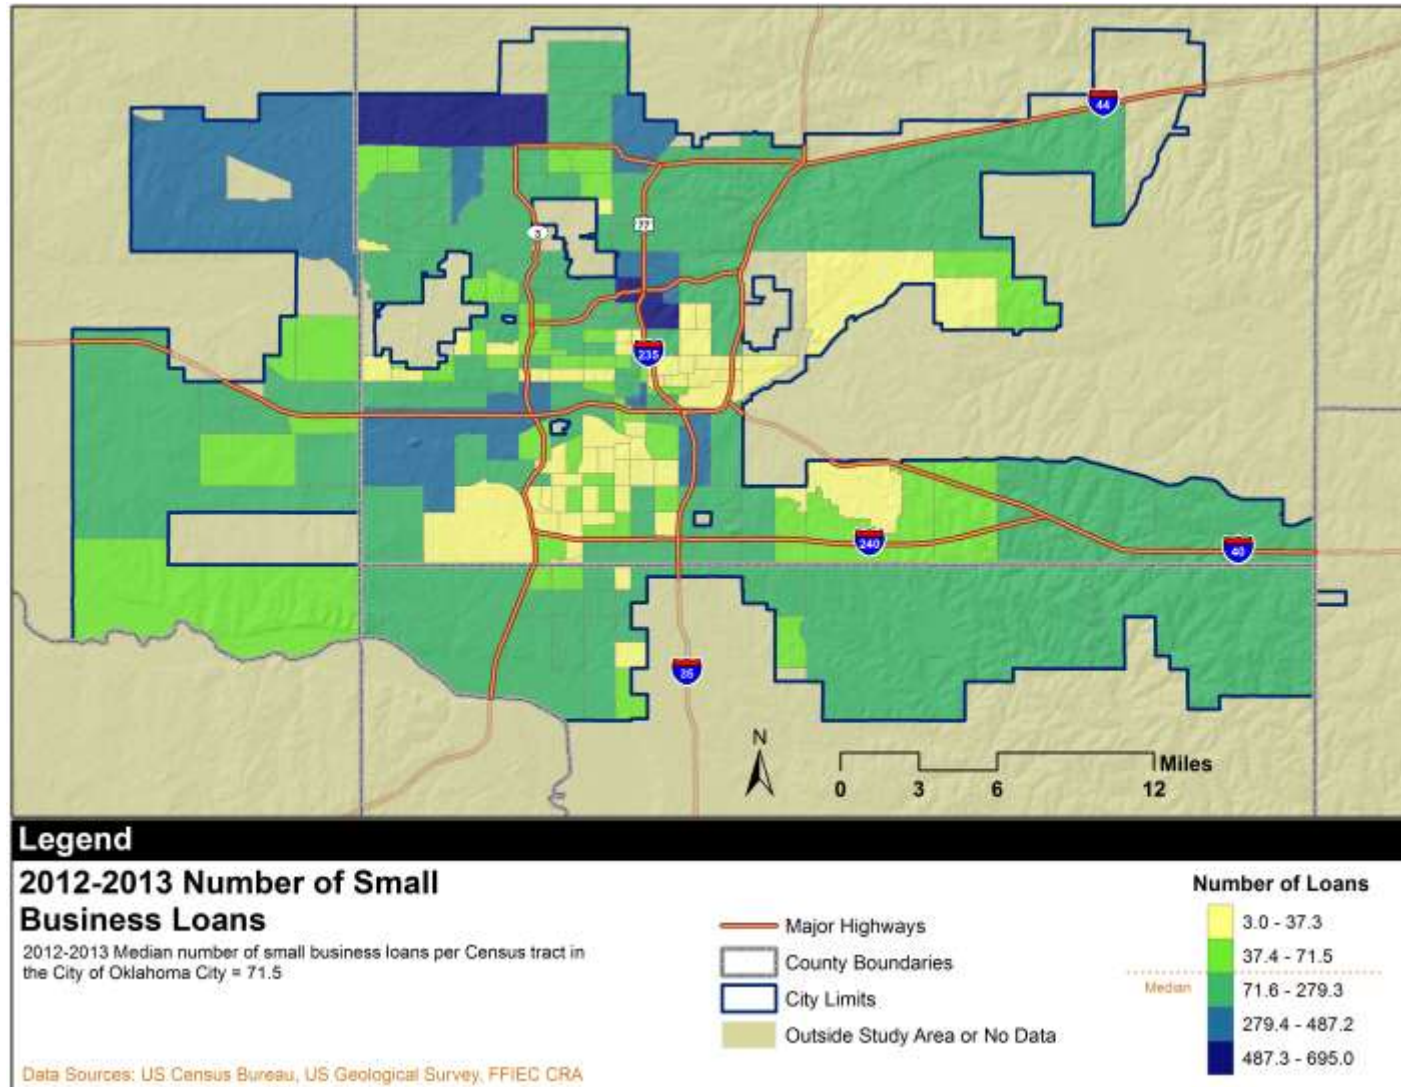 44
3
77
235
240
40
35
N
Miles
0 3 6 12
Legend
2012-2013 Number of Small
Business Loans
2012-2013 Median number of small business loans per Census tract in
the City of Oklahoma City = 71.5
Data Sources: US Census Bureau, US Geological Survey, FFIEC CRA
Major Highways
County Boundaries
City Limits
Outside Study Area or No Data
Number of Loans
3.0 - 37.3
37.4 - 71.5
Median
71.6 - 279.3
279.4 - 487.2
487.3 - 695.0